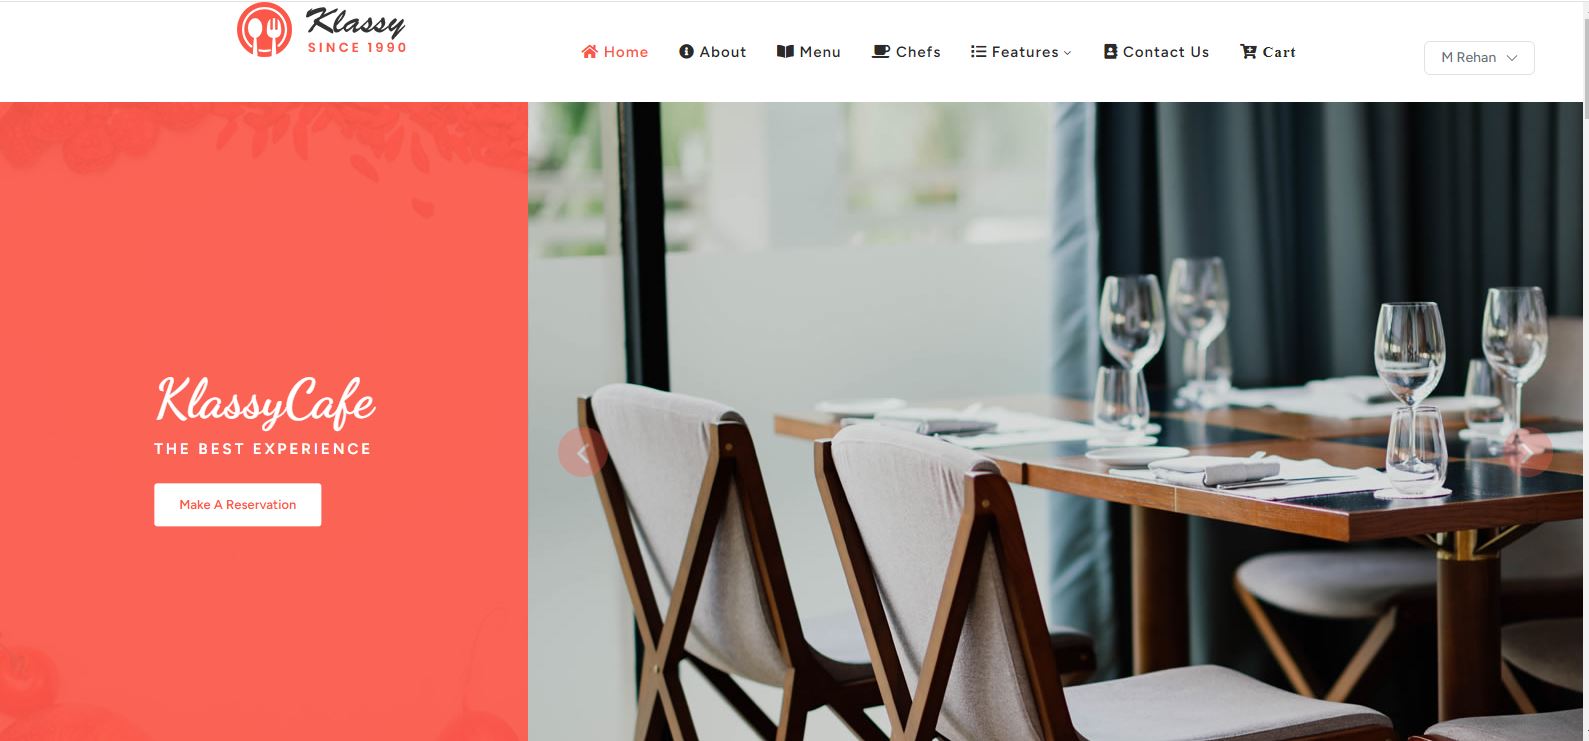 Klassy
SINCE 1990
Home
About
Menu
Chefs
Features
Contact Us
Cart
M Rehan
KlassyCafe
THE BEST EXPERIENCE
Make A Reservation